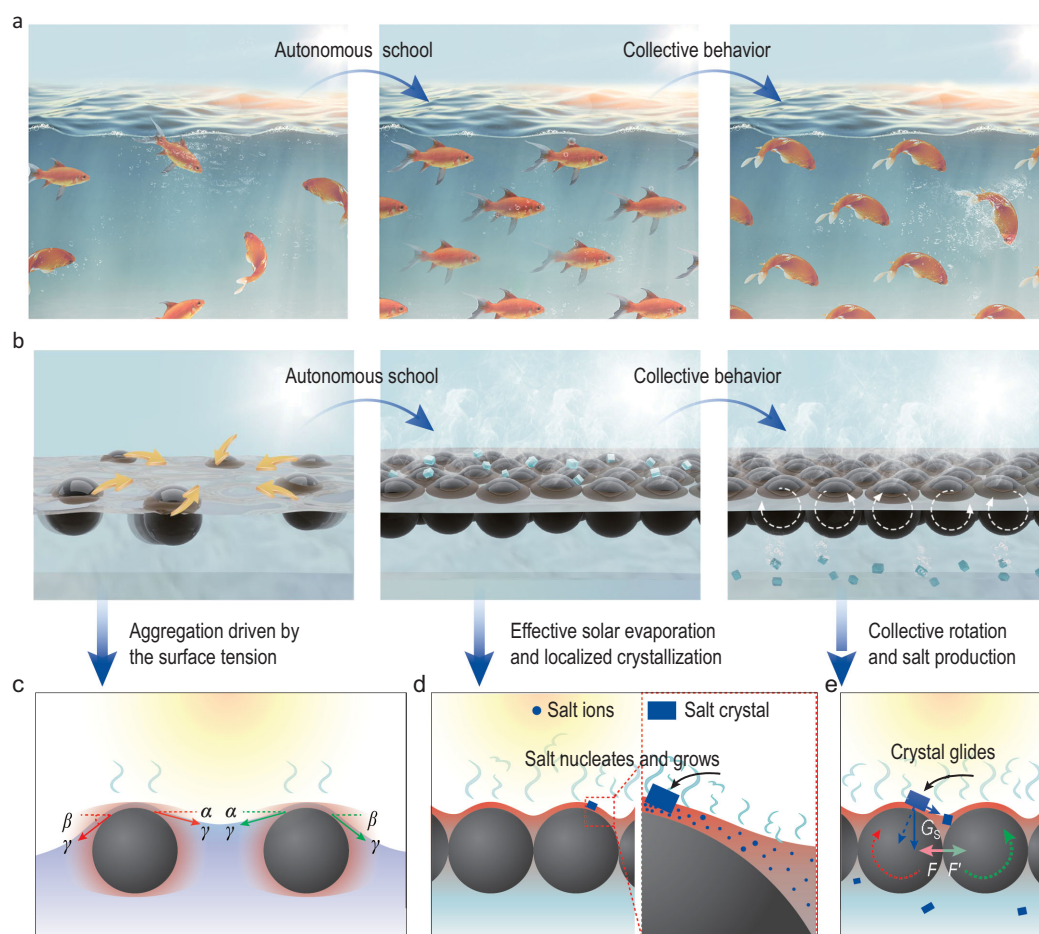 a
Autonomous school
Collective behavior
b
Autonomous school
Collective behavior
Aggregation driven by
the surface tension
Effective solar evaporation
and localized crystallization
Collective rotation
and salt production
c
β
γ
α
γ
α
γ
β
γ
d
Salt ions
Salt crystal
Salt nucleates and grows
e
Crystal glides
Gs
F
F'